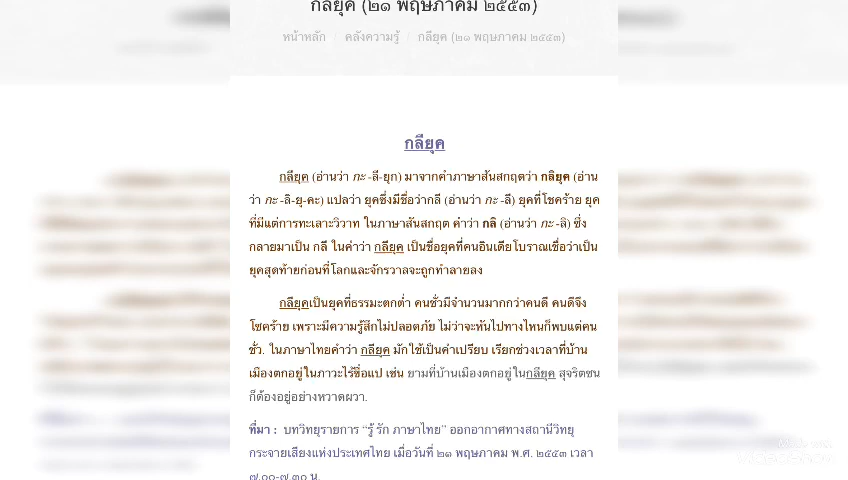 กลียุค (๒๑ พฤษภาคม ๒๕๕๓)
หน้าหลัก / คลังความรู้ / กลียุค (๒๑ พฤษภาคม ๒๕๕๓)
กลียุค
กลียุค (อ่านว่า กะ-ลี-ยุก) มาจากคำภาษาสันสกฤตว่า กลิยุค (อ่าน
ว่า กะ-ลิ-ยุ-คะ) แปลว่า ยุคซึ่งมีชื่อว่ากลี (อ่านว่า กะ-ลี) ยุคที่โชคร้าย ยุค
ที่มีแต่การทะเลาะวิวาท ในภาษาสันสกฤต คำว่า กลิ (อ่านว่า กะ-ลิ) ซึ่ง
กลายมาเป็น กลี ในคำว่า กลียุค เป็นชื่อยุคที่คนอินเดียโบราณเชื่อว่าเป็น
ยุคสุดท้ายก่อนที่โลกและจักรวาลจะถูกทำลายลง
กลียุคเป็นยุคที่ธรรมะตกต่ำ คนชั่วมีจำนวนมากกว่าคนดี คนดีจึง
โชคร้าย เพราะมีความรู้สึกไม่ปลอดภัย ไม่ว่าจะหันไปทางไหนก็พบแต่คน
ชั่ว. ในภาษาไทยคำว่า กลียุค มักใช้เป็นคำเปรียบ เรียกช่วงเวลาที่บ้าน
เมืองตกอยู่ในภาวะไร้ขื่อแป เช่น ยามที่บ้านเมืองตกอยู่ในกลียุค สุจริตชน
ก็ต้องอยู่อย่างหวาดผวา.
ที่มา : บทวิทยุรายการ “รู้ รัก ภาษาไทย” ออกอากาศทางสถานีวิทยุ
กระจายเสียงแห่งประเทศไทย เมื่อวันที่ ๒๑ พฤษภาคม พ.ศ. ๒๕๕๓ เวลา
๗.๐๐-๗.๓๐ น.